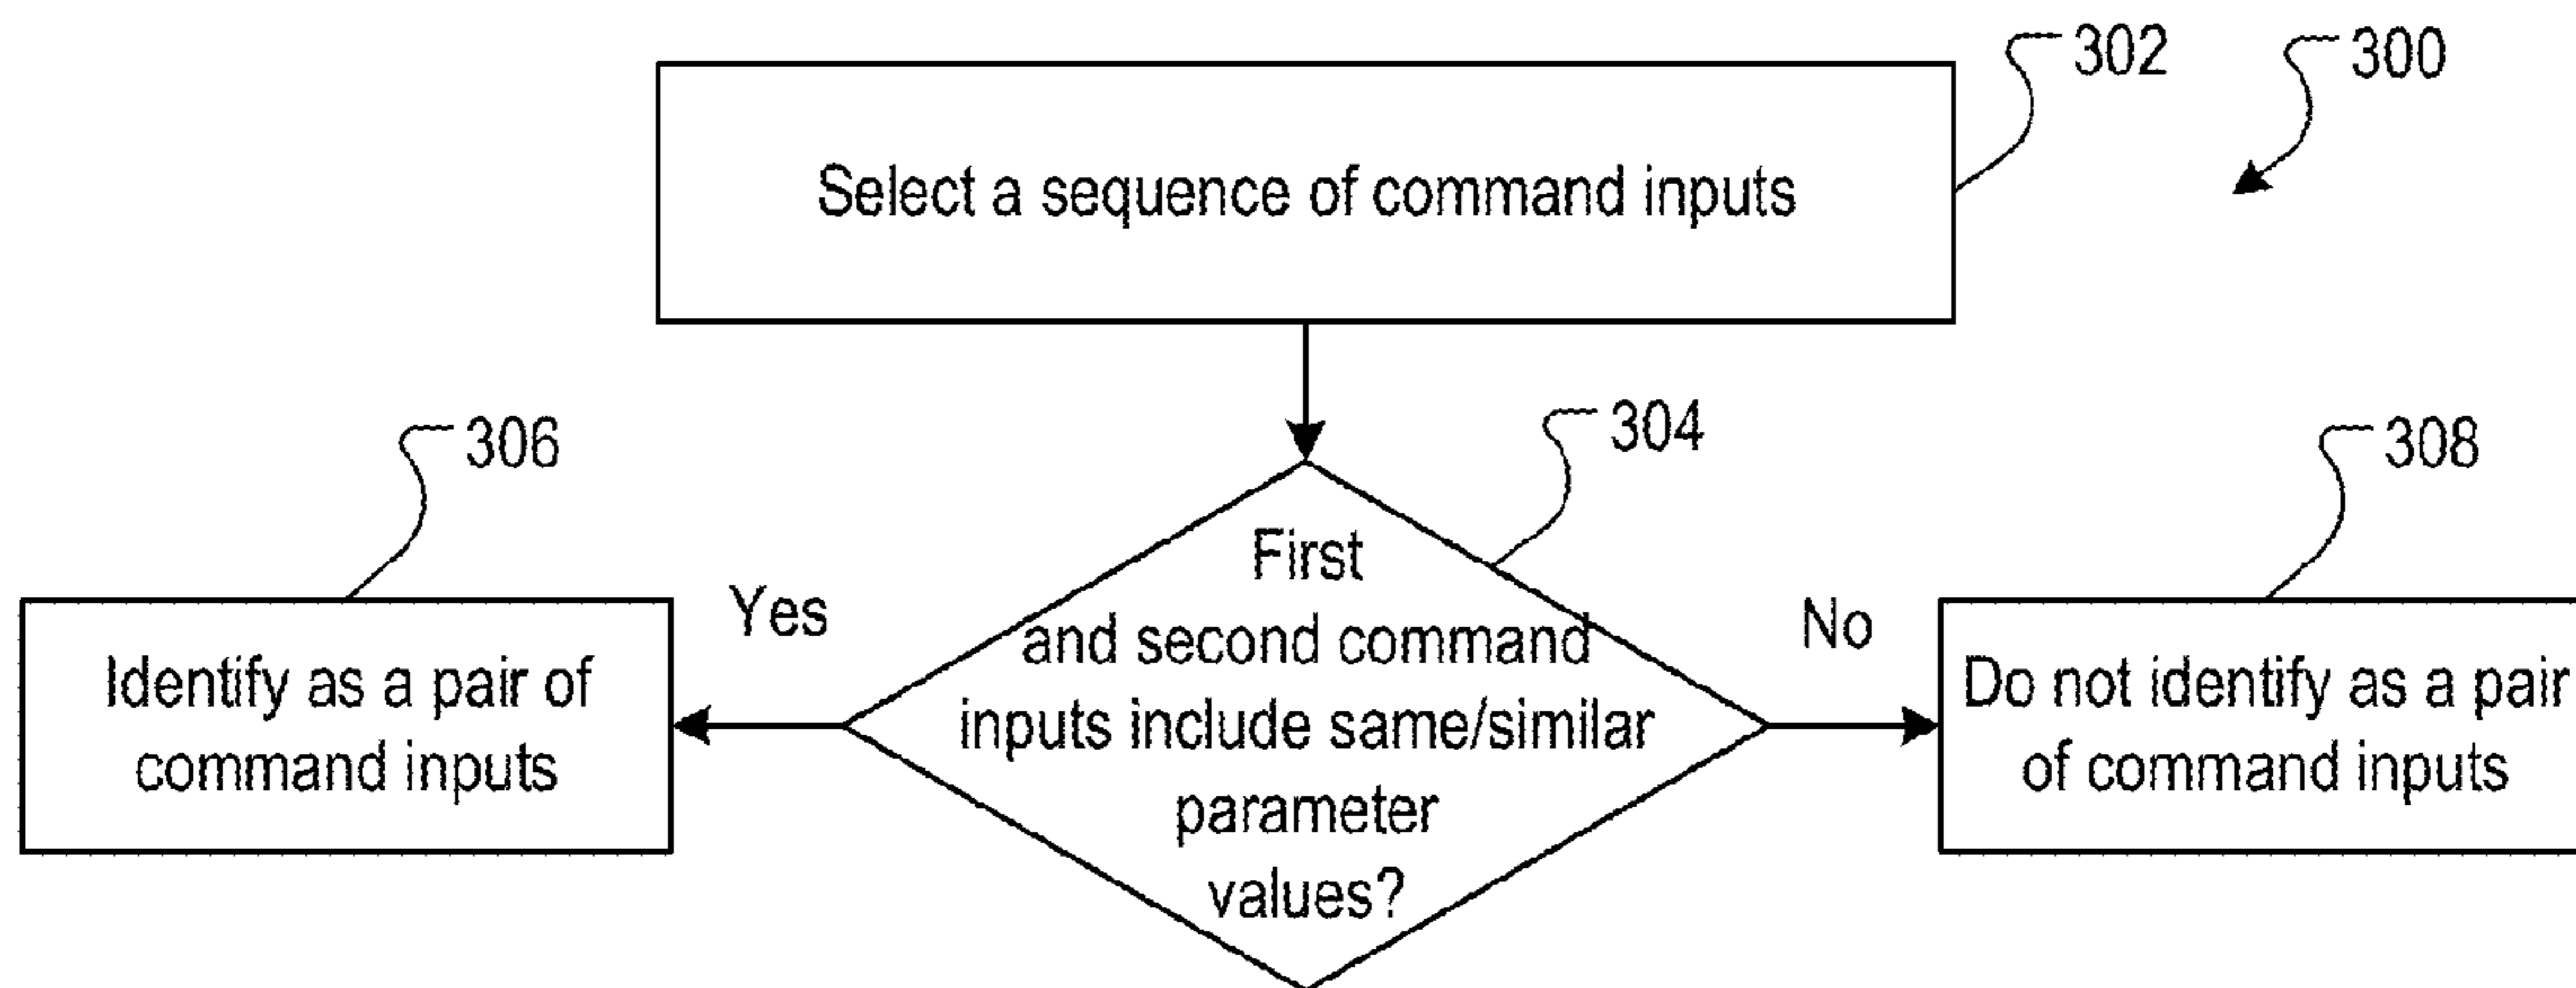 302
300
Select a sequence of command inputs
304
306
308
First
and second command
inputs include same/similar
parameter
values?
Yes
No
Identify as a pair of
command inputs
Do not identify as a pair
of command inputs